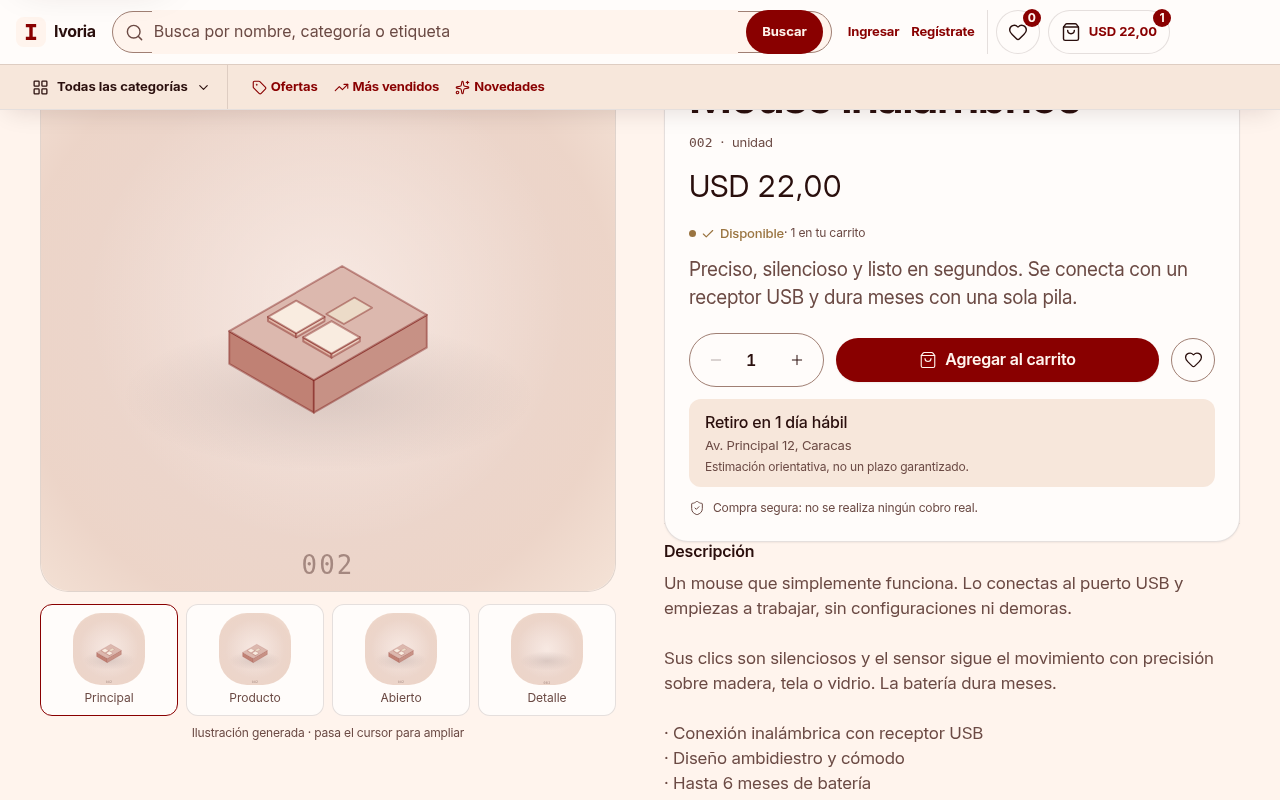 I Ivoria
Busca por nombre, categoría o etiqueta
Buscar
Ingresar Regístrate
0
USD 22,00
1
Todas las categorías
Ofertas
Más vendidos
Novedades
002 · unidad
USD 22,00
Disponible · 1 en tu carrito
Preciso, silencioso y listo en segundos. Se conecta con un
receptor USB y dura meses con una sola pila.
1
Agregar al carrito
Retiro en 1 día hábil
Av. Principal 12, Caracas
Estimación orientativa, no un plazo garantizado.
Compra segura: no se realiza ningún cobro real.
002
Principal
Producto
Abierto
Detalle
Ilustración generada · pasa el cursor para ampliar
Descripción
Un mouse que simplemente funciona. Lo conectas al puerto USB y
empiezas a trabajar, sin configuraciones ni demoras.
Sus clics son silenciosos y el sensor sigue el movimiento con precisión
sobre madera, tela o vidrio. La batería dura meses.
· Conexión inalámbrica con receptor USB
· Diseño ambidiestro y cómodo
· Hasta 6 meses de batería